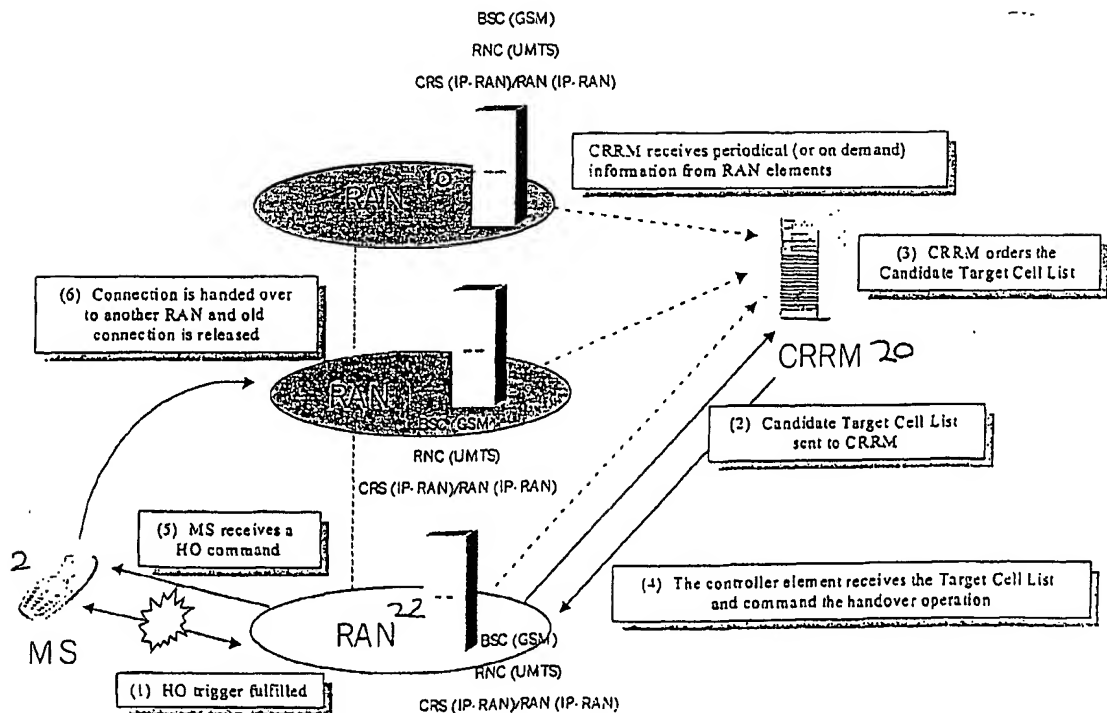 BSC (GSM)
RNC (UMTS)
CRS (IP-RAN)/RAN (IP-RAN)
RAN
CRRM receives periodical (or on demand)
information from RAN elements
(3) CRRM orders the
Candidate Target Cell List
(6) Connection is handed over
to another RAN and old
connection is released
CRRM 20
RAN
BSC (GSM)
RNC (UMTS)
CRS (IP-RAN)/RAN (IP-RAN)
(2) Candidate Target Cell List
sent to CRRM
(5) MS receives a
HO command
2
MS
RAN 22
BSC (GSM)
RNC (UMTS)
CRS (IP-RAN)/RAN (IP-RAN)
(4) The controller element receives the Target Cell List
and command the handover operation
(1) HO trigger fulfilled